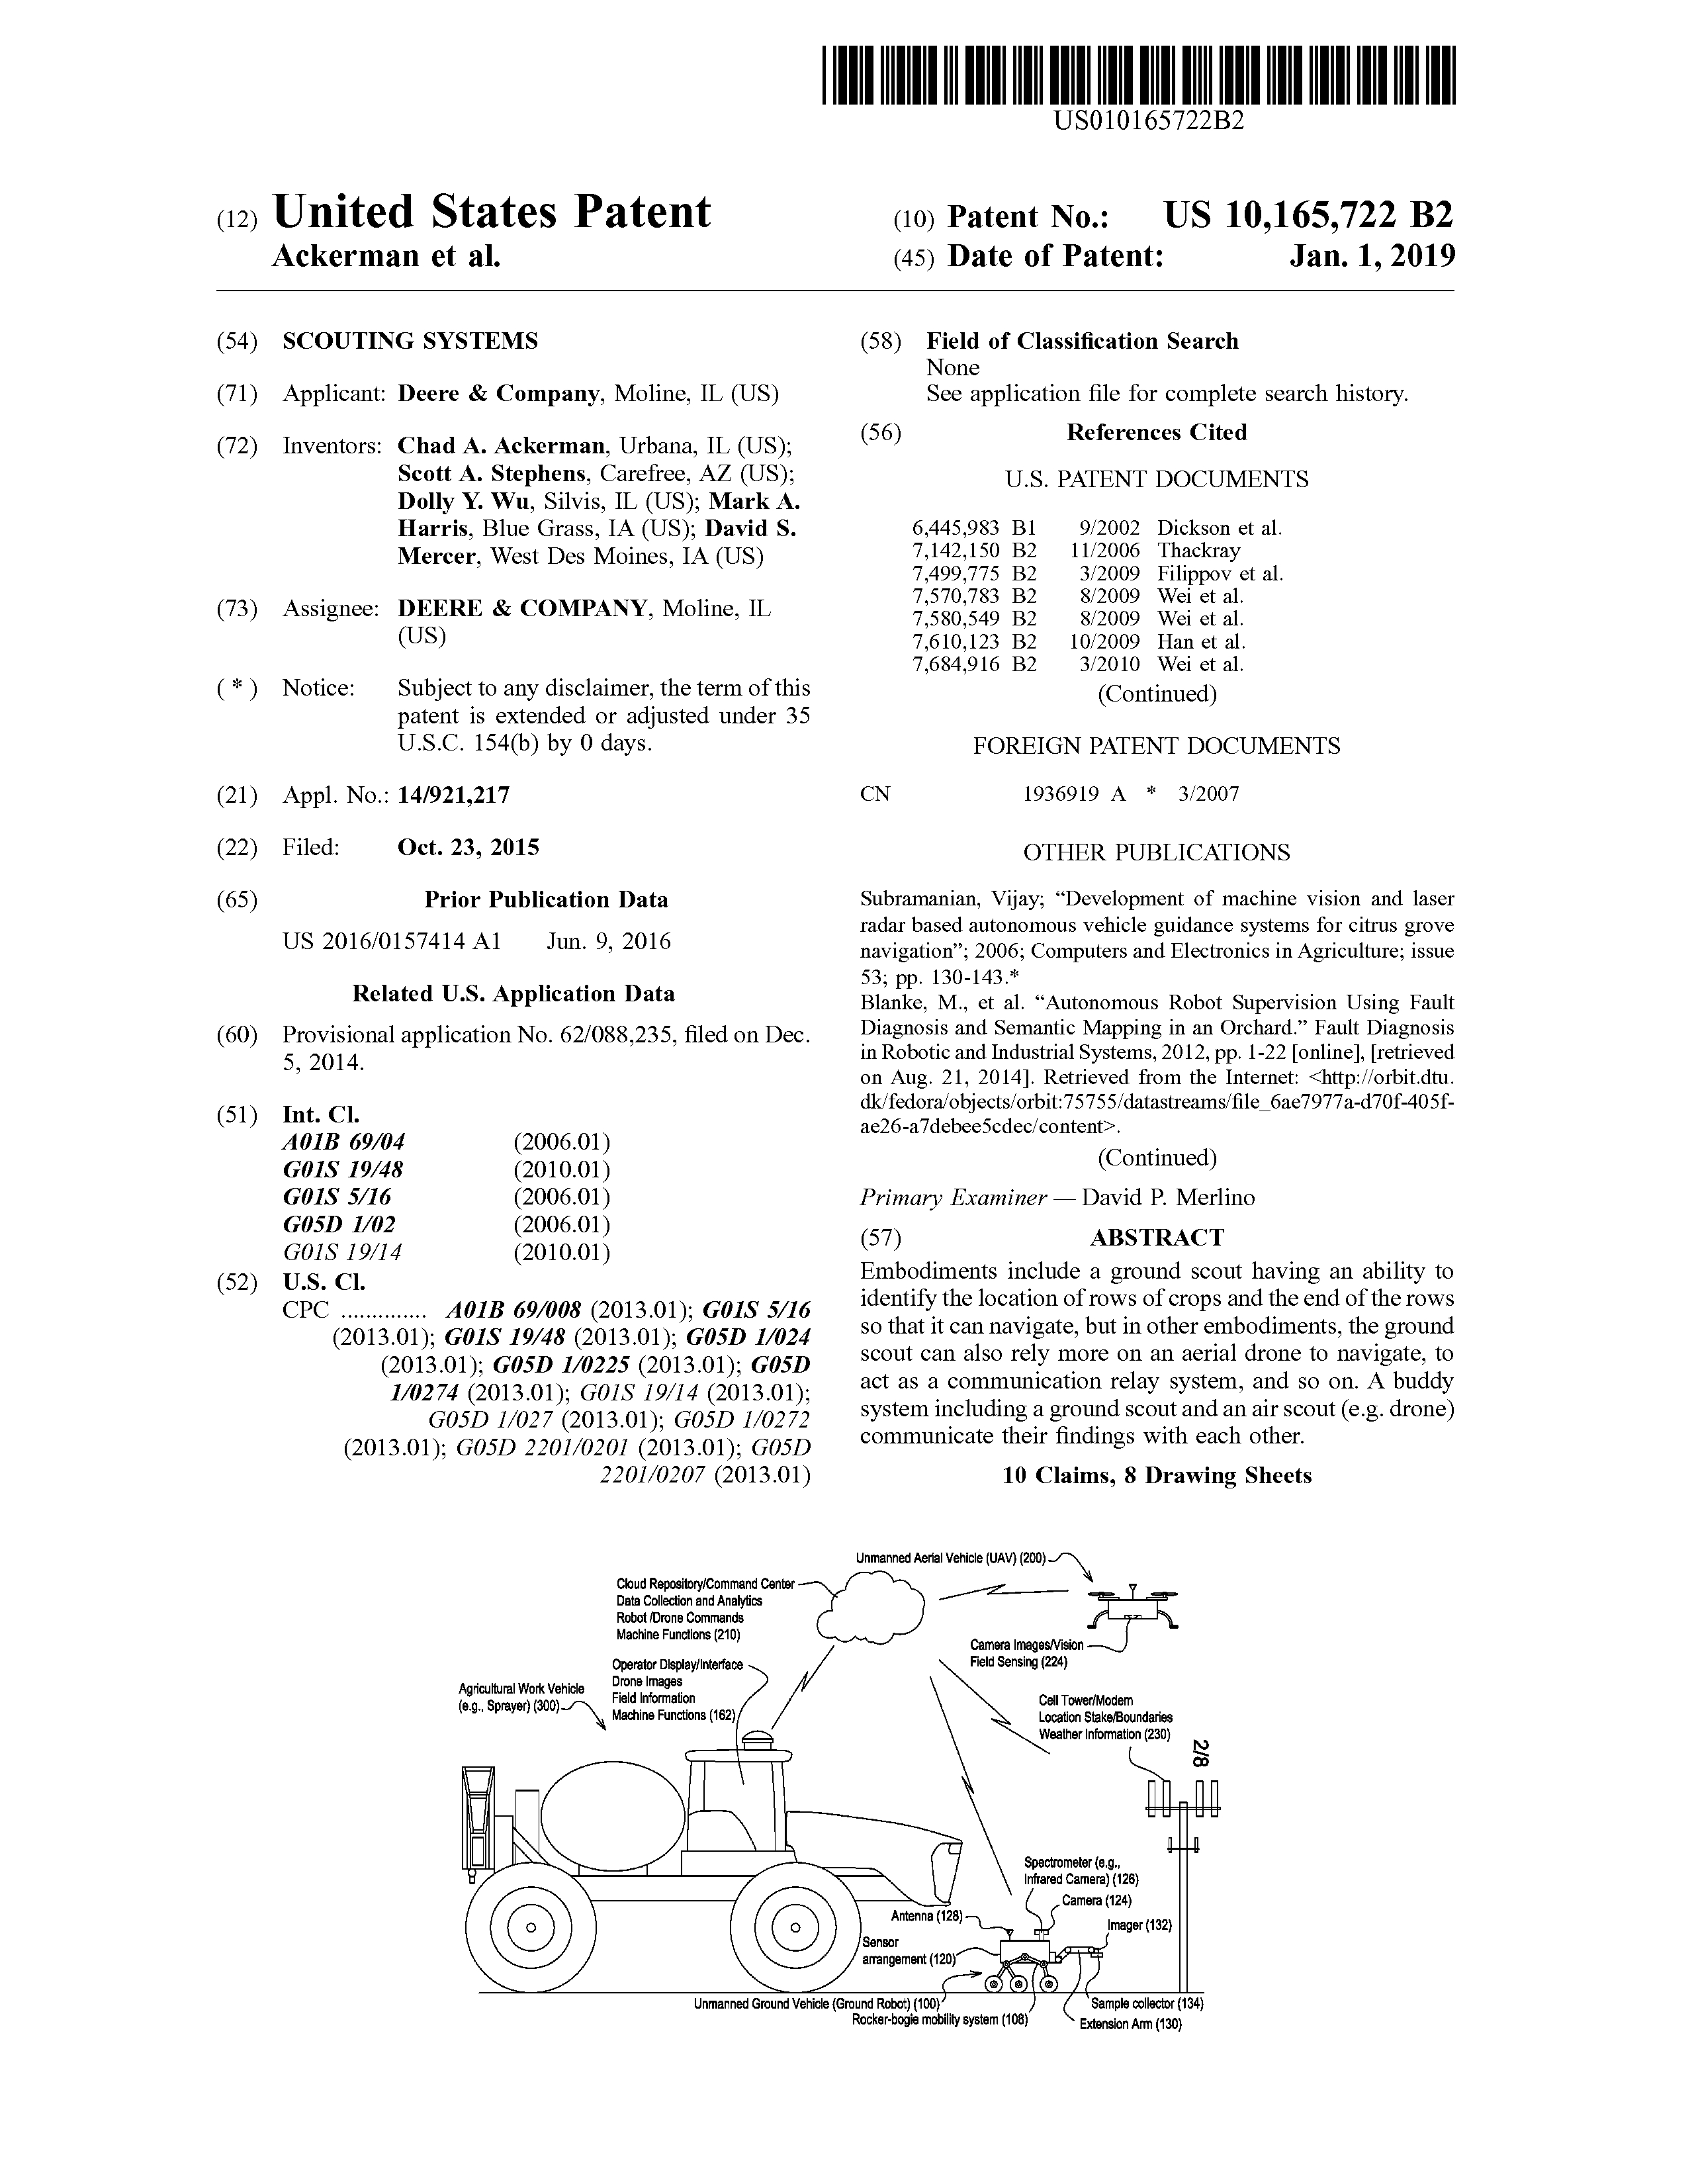 US010165722B2
(12) United States Patent
Ackerman et al.
(10) Patent No.: US 10,165,722 B2
(45) Date of Patent: Jan. 1, 2019
(54) SCOUTING SYSTEMS
(71) Applicant: Deere & Company, Moline, IL (US)
(72) Inventors: Chad A. Ackerman, Urbana, IL (US);
Scott A. Stephens, Carefree, AZ (US);
Dolly Y. Wu, Silvis, IL (US); Mark A.
Harris, Blue Grass, IA (US); David S.
Mercer, West Des Moines, IA (US)
(73) Assignee: DEERE & COMPANY, Moline, IL
(US)
( * ) Notice: Subject to any disclaimer, the term of this
patent is extended or adjusted under 35
U.S.C. 154(b) by 0 days.
(21) Appl. No.: 14/921,217
(22) Filed: Oct. 23, 2015
(65) Prior Publication Data
US 2016/0157414 A1 Jun. 9, 2016
Related U.S. Application Data
(60) Provisional application No. 62/088,235, filed on Dec.
5, 2014.
(51) Int. Cl.
A01B 69/04 (2006.01)
G01S 19/48 (2010.01)
G01S 5/16 (2006.01)
G05D 1/02 (2006.01)
G01S 19/14 (2010.01)
(52) U.S. Cl.
CPC .............. A01B 69/008 (2013.01); G01S 5/16
(2013.01); G01S 19/48 (2013.01); G05D 1/024
(2013.01); G05D 1/0225 (2013.01); G05D
1/0274 (2013.01); G01S 19/14 (2013.01);
G05D 1/027 (2013.01); G05D 1/0272
(2013.01); G05D 2201/0201 (2013.01); G05D
2201/0207 (2013.01)
(58) Field of Classification Search
None
See application file for complete search history.
(56) References Cited
U.S. PATENT DOCUMENTS
6,445,983 B1 9/2002 Dickson et al.
7,142,150 B2 11/2006 Thackray
7,499,775 B2 3/2009 Filippov et al.
7,570,783 B2 8/2009 Wei et al.
7,580,549 B2 8/2009 Wei et al.
7,610,123 B2 10/2009 Han et al.
7,684,916 B2 3/2010 Wei et al.
(Continued)
FOREIGN PATENT DOCUMENTS
CN 1936919 A * 3/2007
OTHER PUBLICATIONS
Subramanian, Vijay; “Development of machine vision and laser
radar based autonomous vehicle guidance systems for citrus grove
navigation”; 2006; Computers and Electronics in Agriculture; issue
53; pp. 130-143.*
Blanke, M., et al. “Autonomous Robot Supervision Using Fault
Diagnosis and Semantic Mapping in an Orchard.” Fault Diagnosis
in Robotic and Industrial Systems, 2012, pp. 1-22 [online], [retrieved
on Aug. 21, 2014]. Retrieved from the Internet: <http://orbit.dtu.
dk/fedora/objects/orbit:75755/datastreams/file_6ae7977a-d70f-405f-
ae26-a7debee5cdec/content>.
(Continued)
Primary Examiner — David P. Merlino
(57) ABSTRACT
Embodiments include a ground scout having an ability to
identify the location of rows of crops and the end of the rows
so that it can navigate, but in other embodiments, the ground
scout can also rely more on an aerial drone to navigate, to
act as a communication relay system, and so on. A buddy
system including a ground scout and an air scout (e.g. drone)
communicate their findings with each other.
10 Claims, 8 Drawing Sheets
Unmanned Aerial Vehicle (UAV) (200)
Cloud Repository/Command Center
Data Collection and Analytics
Robot /Drone Commands
Machine Functions (210)
Camera Images/Vision
Field Sensing (224)
Operator Display/Interface
Drone Images
Field Information
Machine Functions (162)
Agricultural Work Vehicle
(e.g., Sprayer) (300)
Cell Tower/Modem
Location Stake/Boundaries
Weather Information (230)
2/8
Spectrometer (e.g.,
Infrared Camera) (126)
Camera (124)
Antenna (128)
Imager (132)
Sensor
arrangement (120)
Unmanned Ground Vehicle (Ground Robot) (100)
Sample collector (134)
Rocker-bogie mobility system (108)
Extension Arm (130)